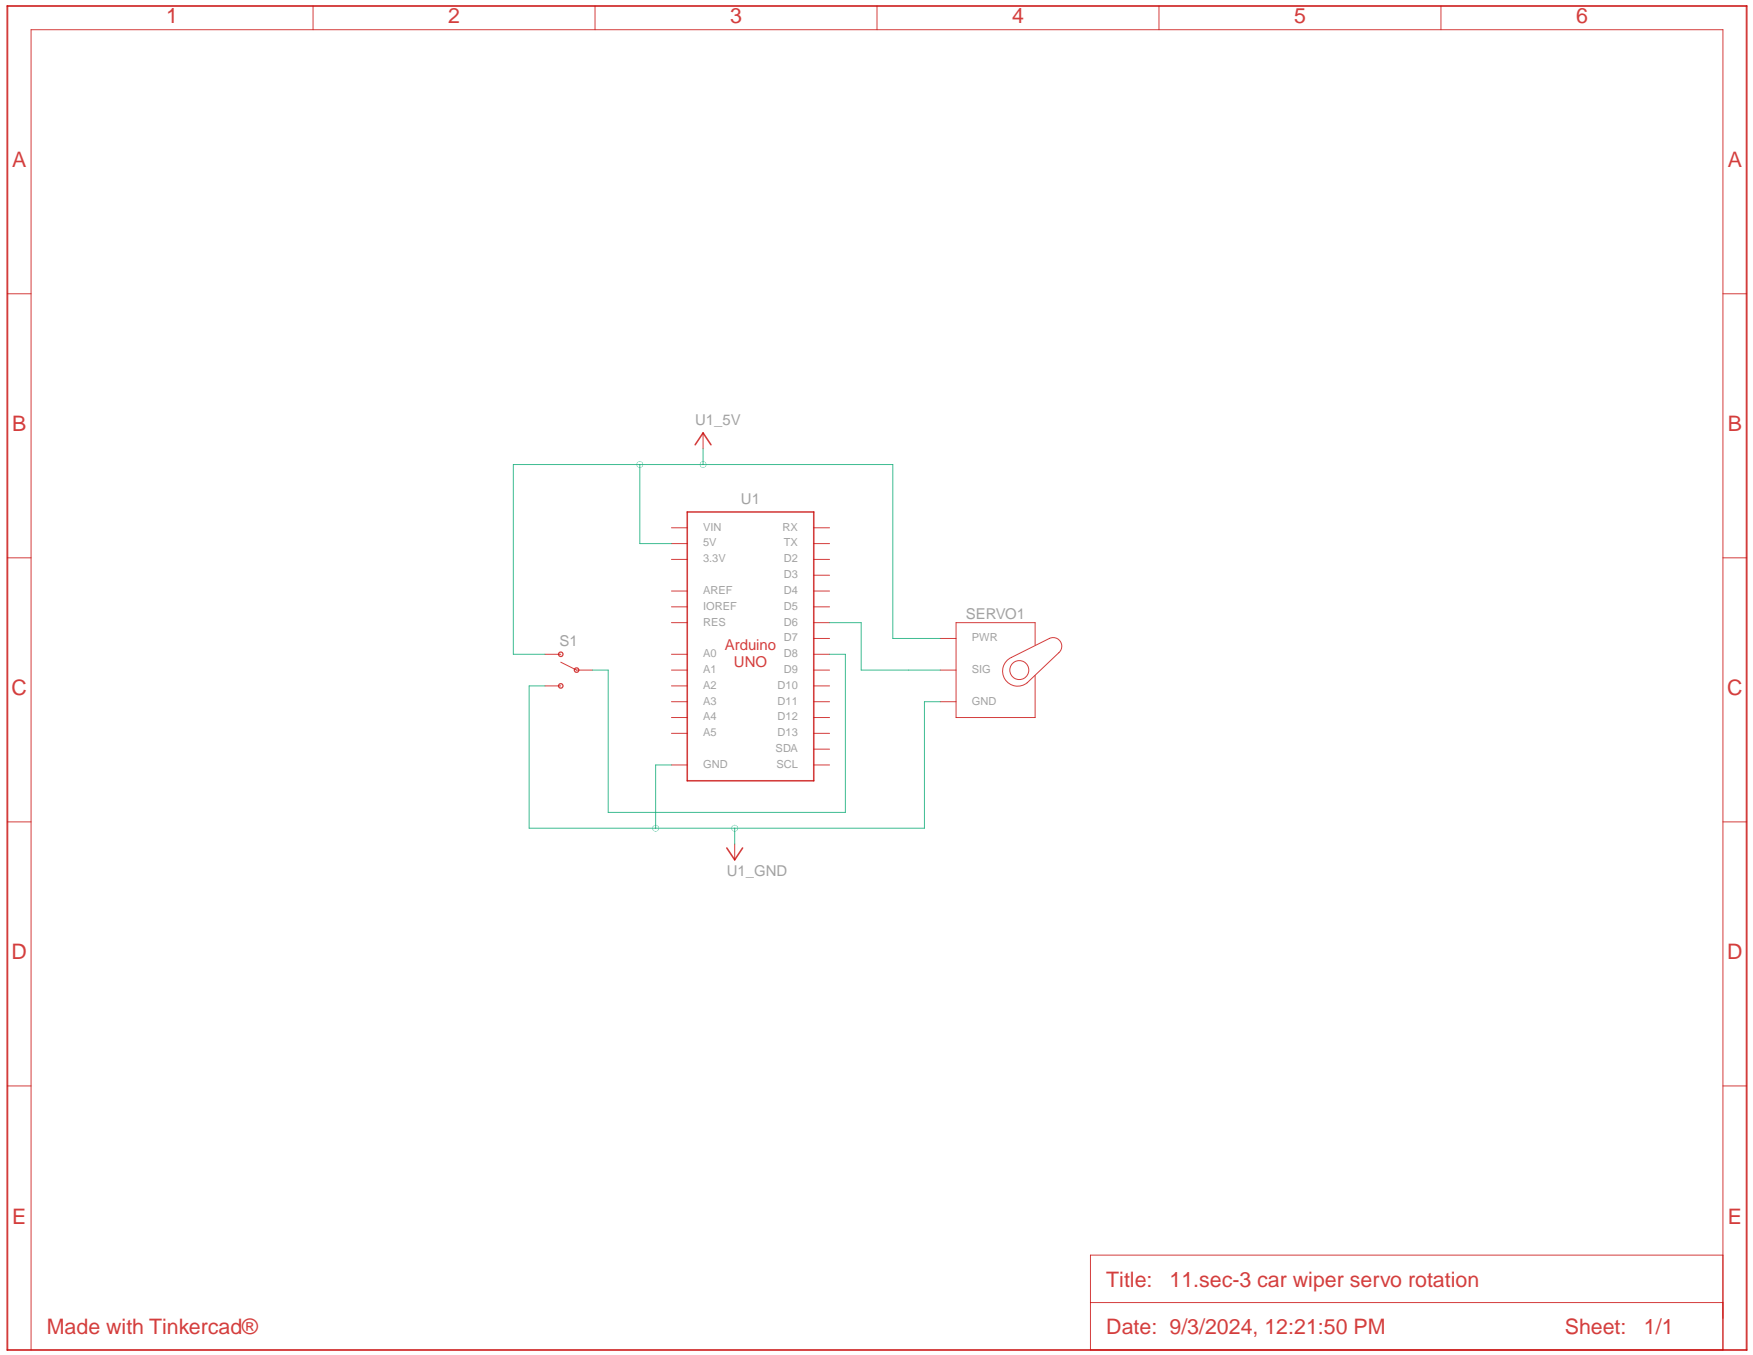 1 2 3 4 5 6
A A
B B
U1_5V
U1
VIN RX
5V TX
3.3V D2
D3
AREF D4
IOREF D5
RES D6
D7
Arduino
UNO
A0 D8
A1 D9
A2 D10
A3 D11
A4 D12
A5 D13
SDA
GND SCL
SERVO1
PWR
SIG
GND
S1
C C
U1_GND
D D
E E
Title: 11.sec-3 car wiper servo rotation
Made with Tinkercad®
Date: 9/3/2024, 12:21:50 PM Sheet: 1/1